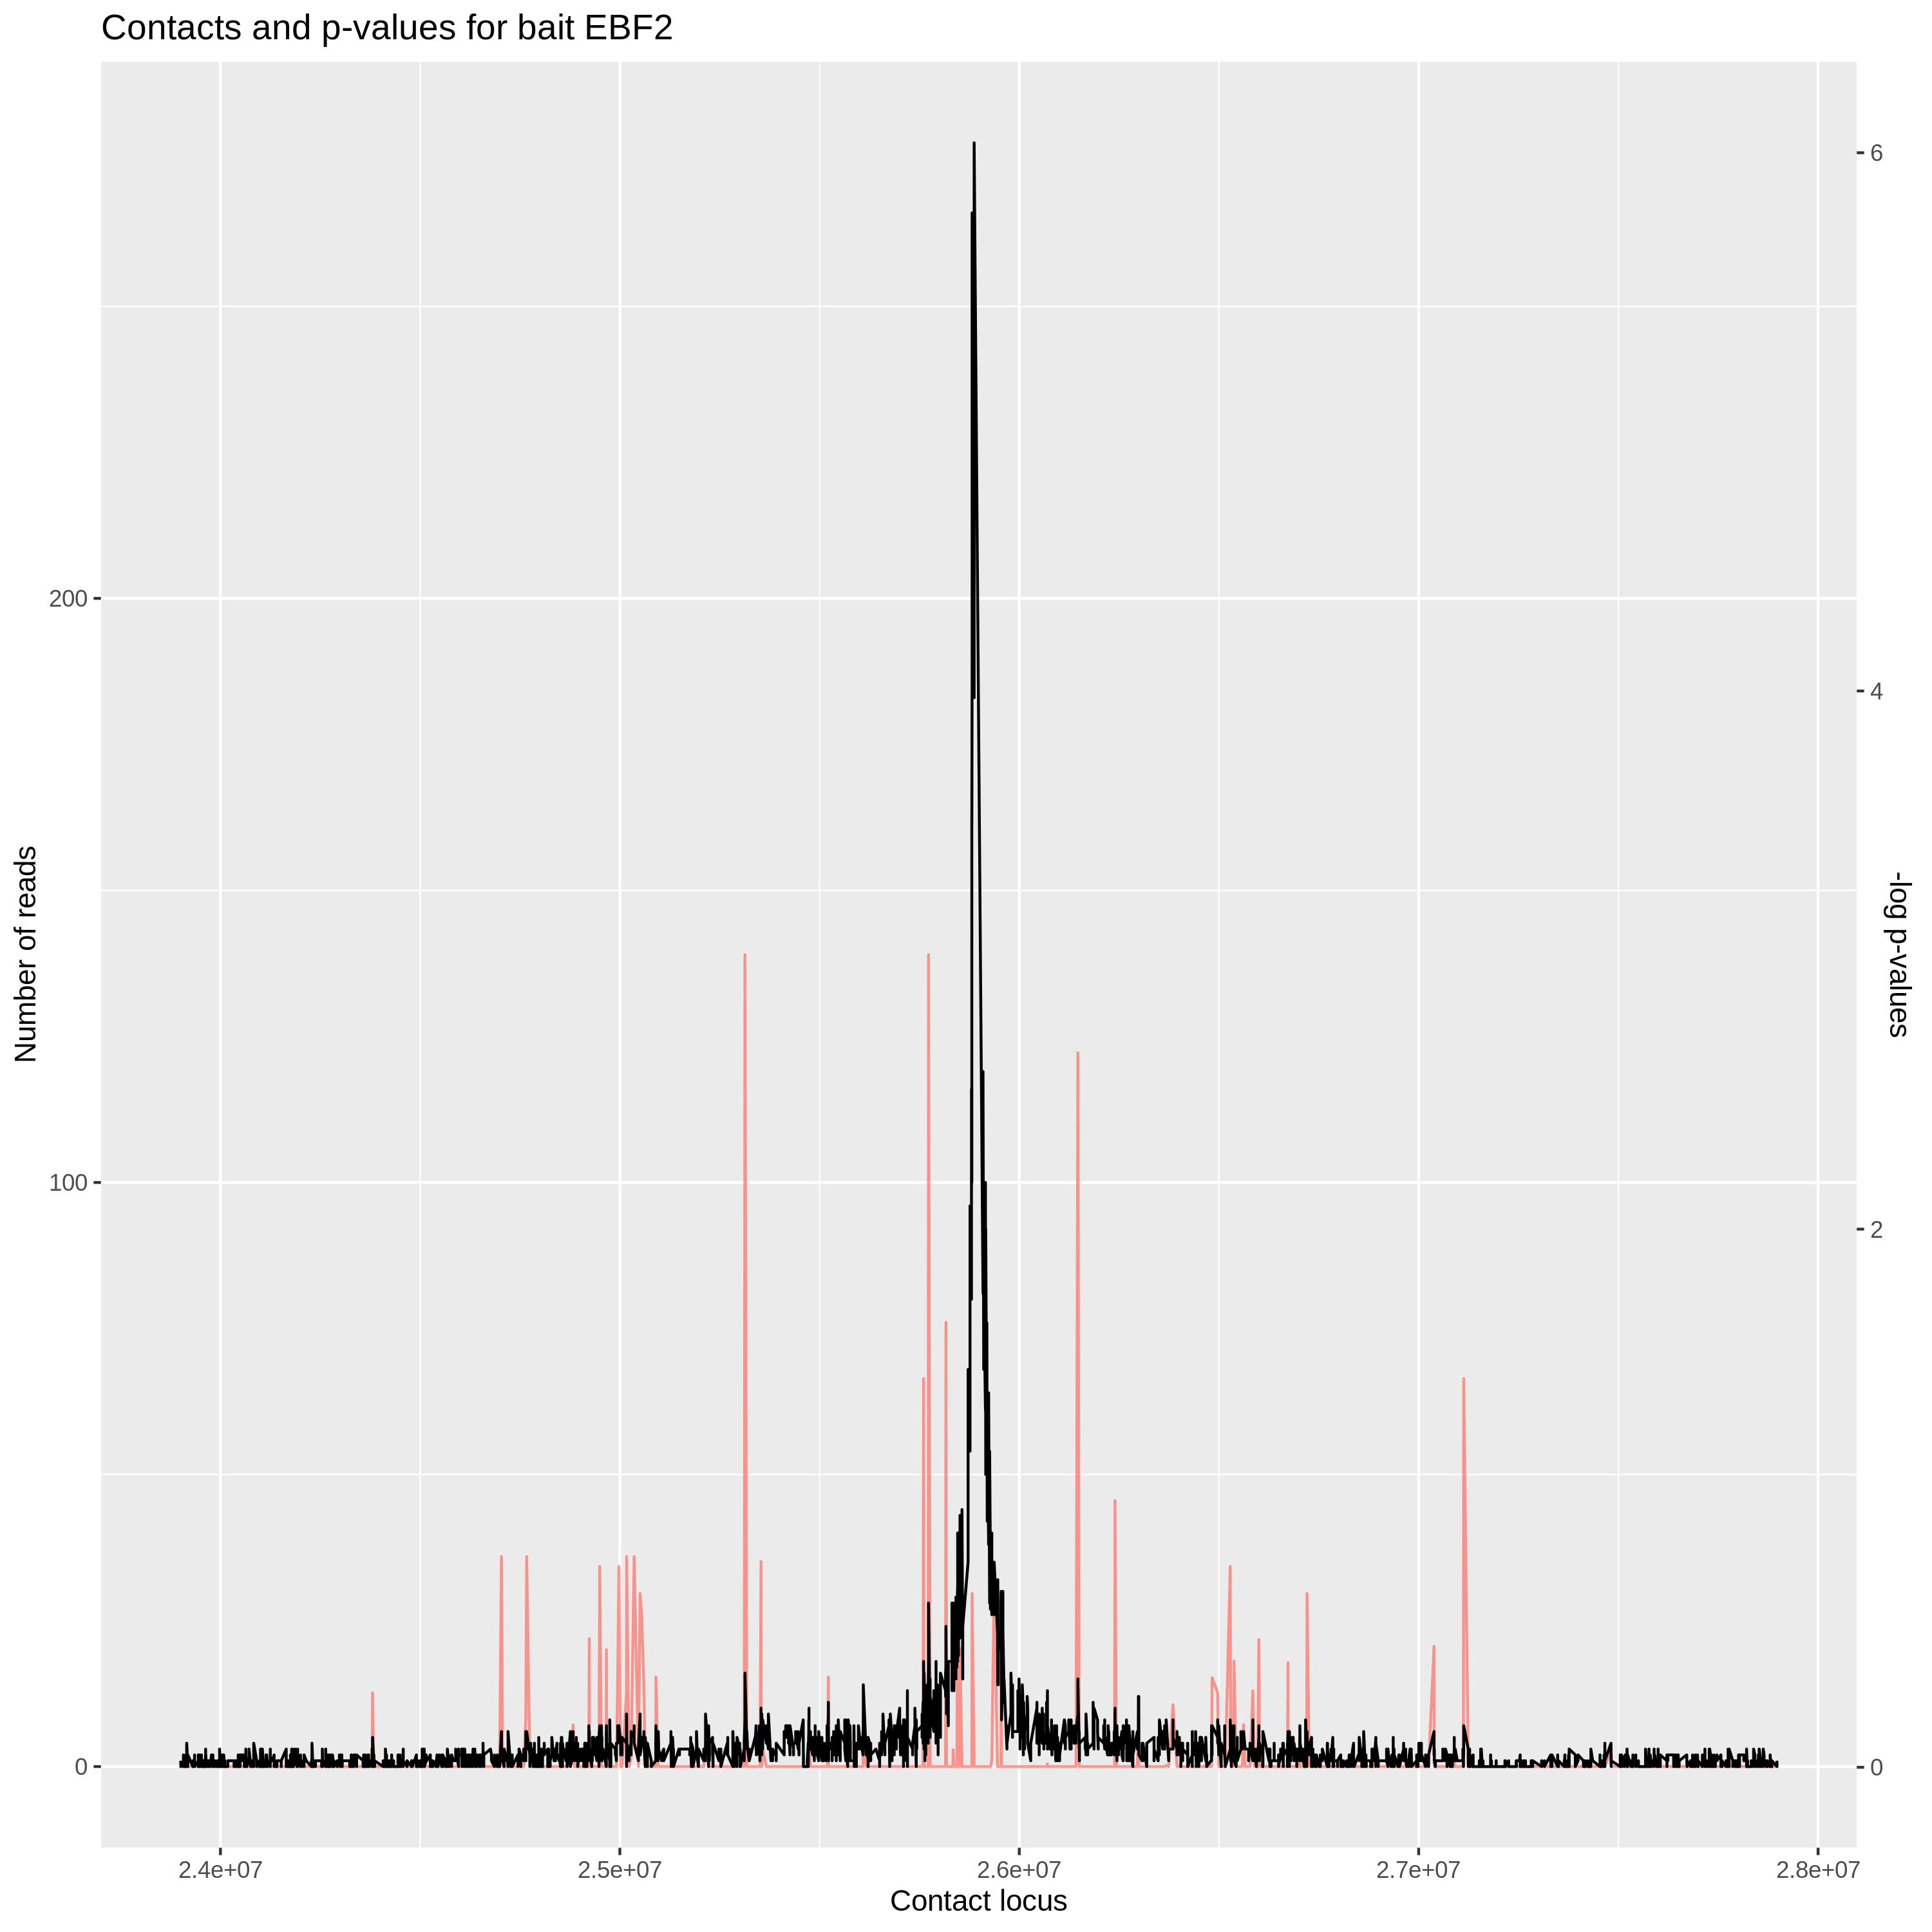 Contacts and p-values for bait EBF2
6
200
4
Number of reads
-log p-values
100
2
0
0
2.4e+07
2.5e+07
2.6e+07
2.7e+07
2.8e+07
Contact locus